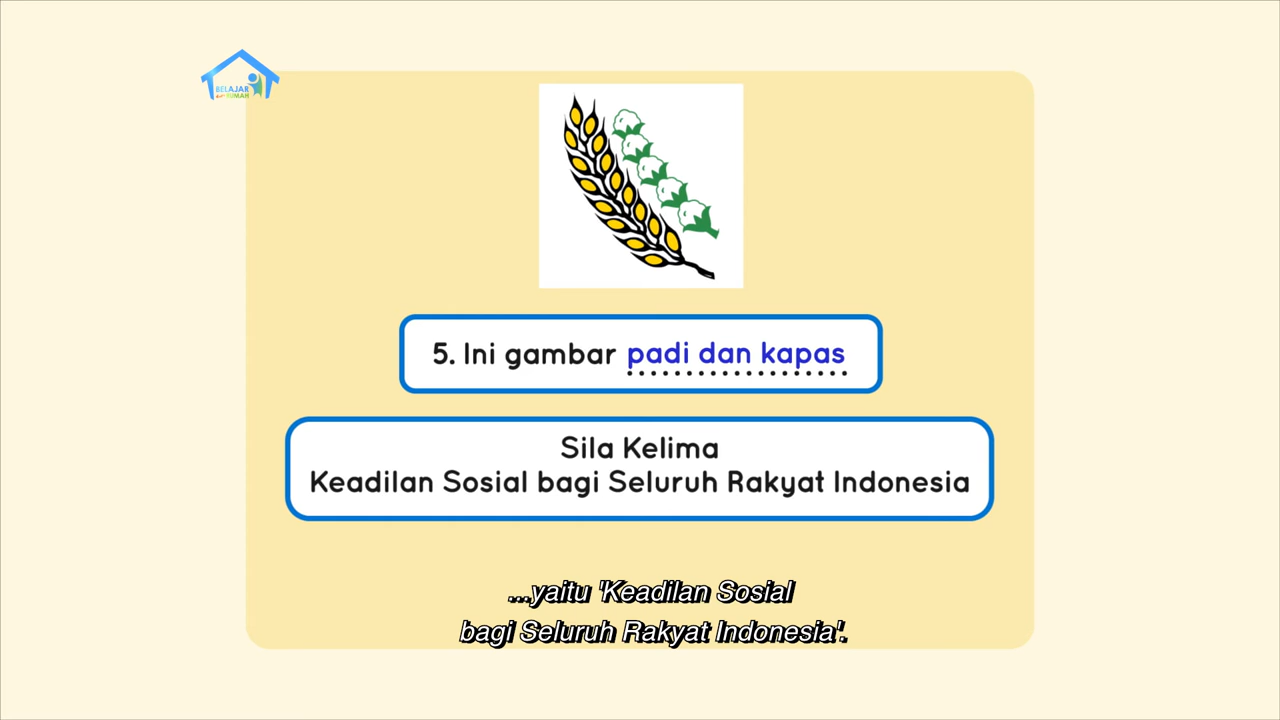 BELAJAR
RUMAH
5. Ini gambar padi dan kapas
Sila Kelima
Keadilan Sosial bagi Seluruh Rakyat Indonesia
...yaitu 'Keadilan Sosial
bagi Seluruh Rakyat Indonesia'.